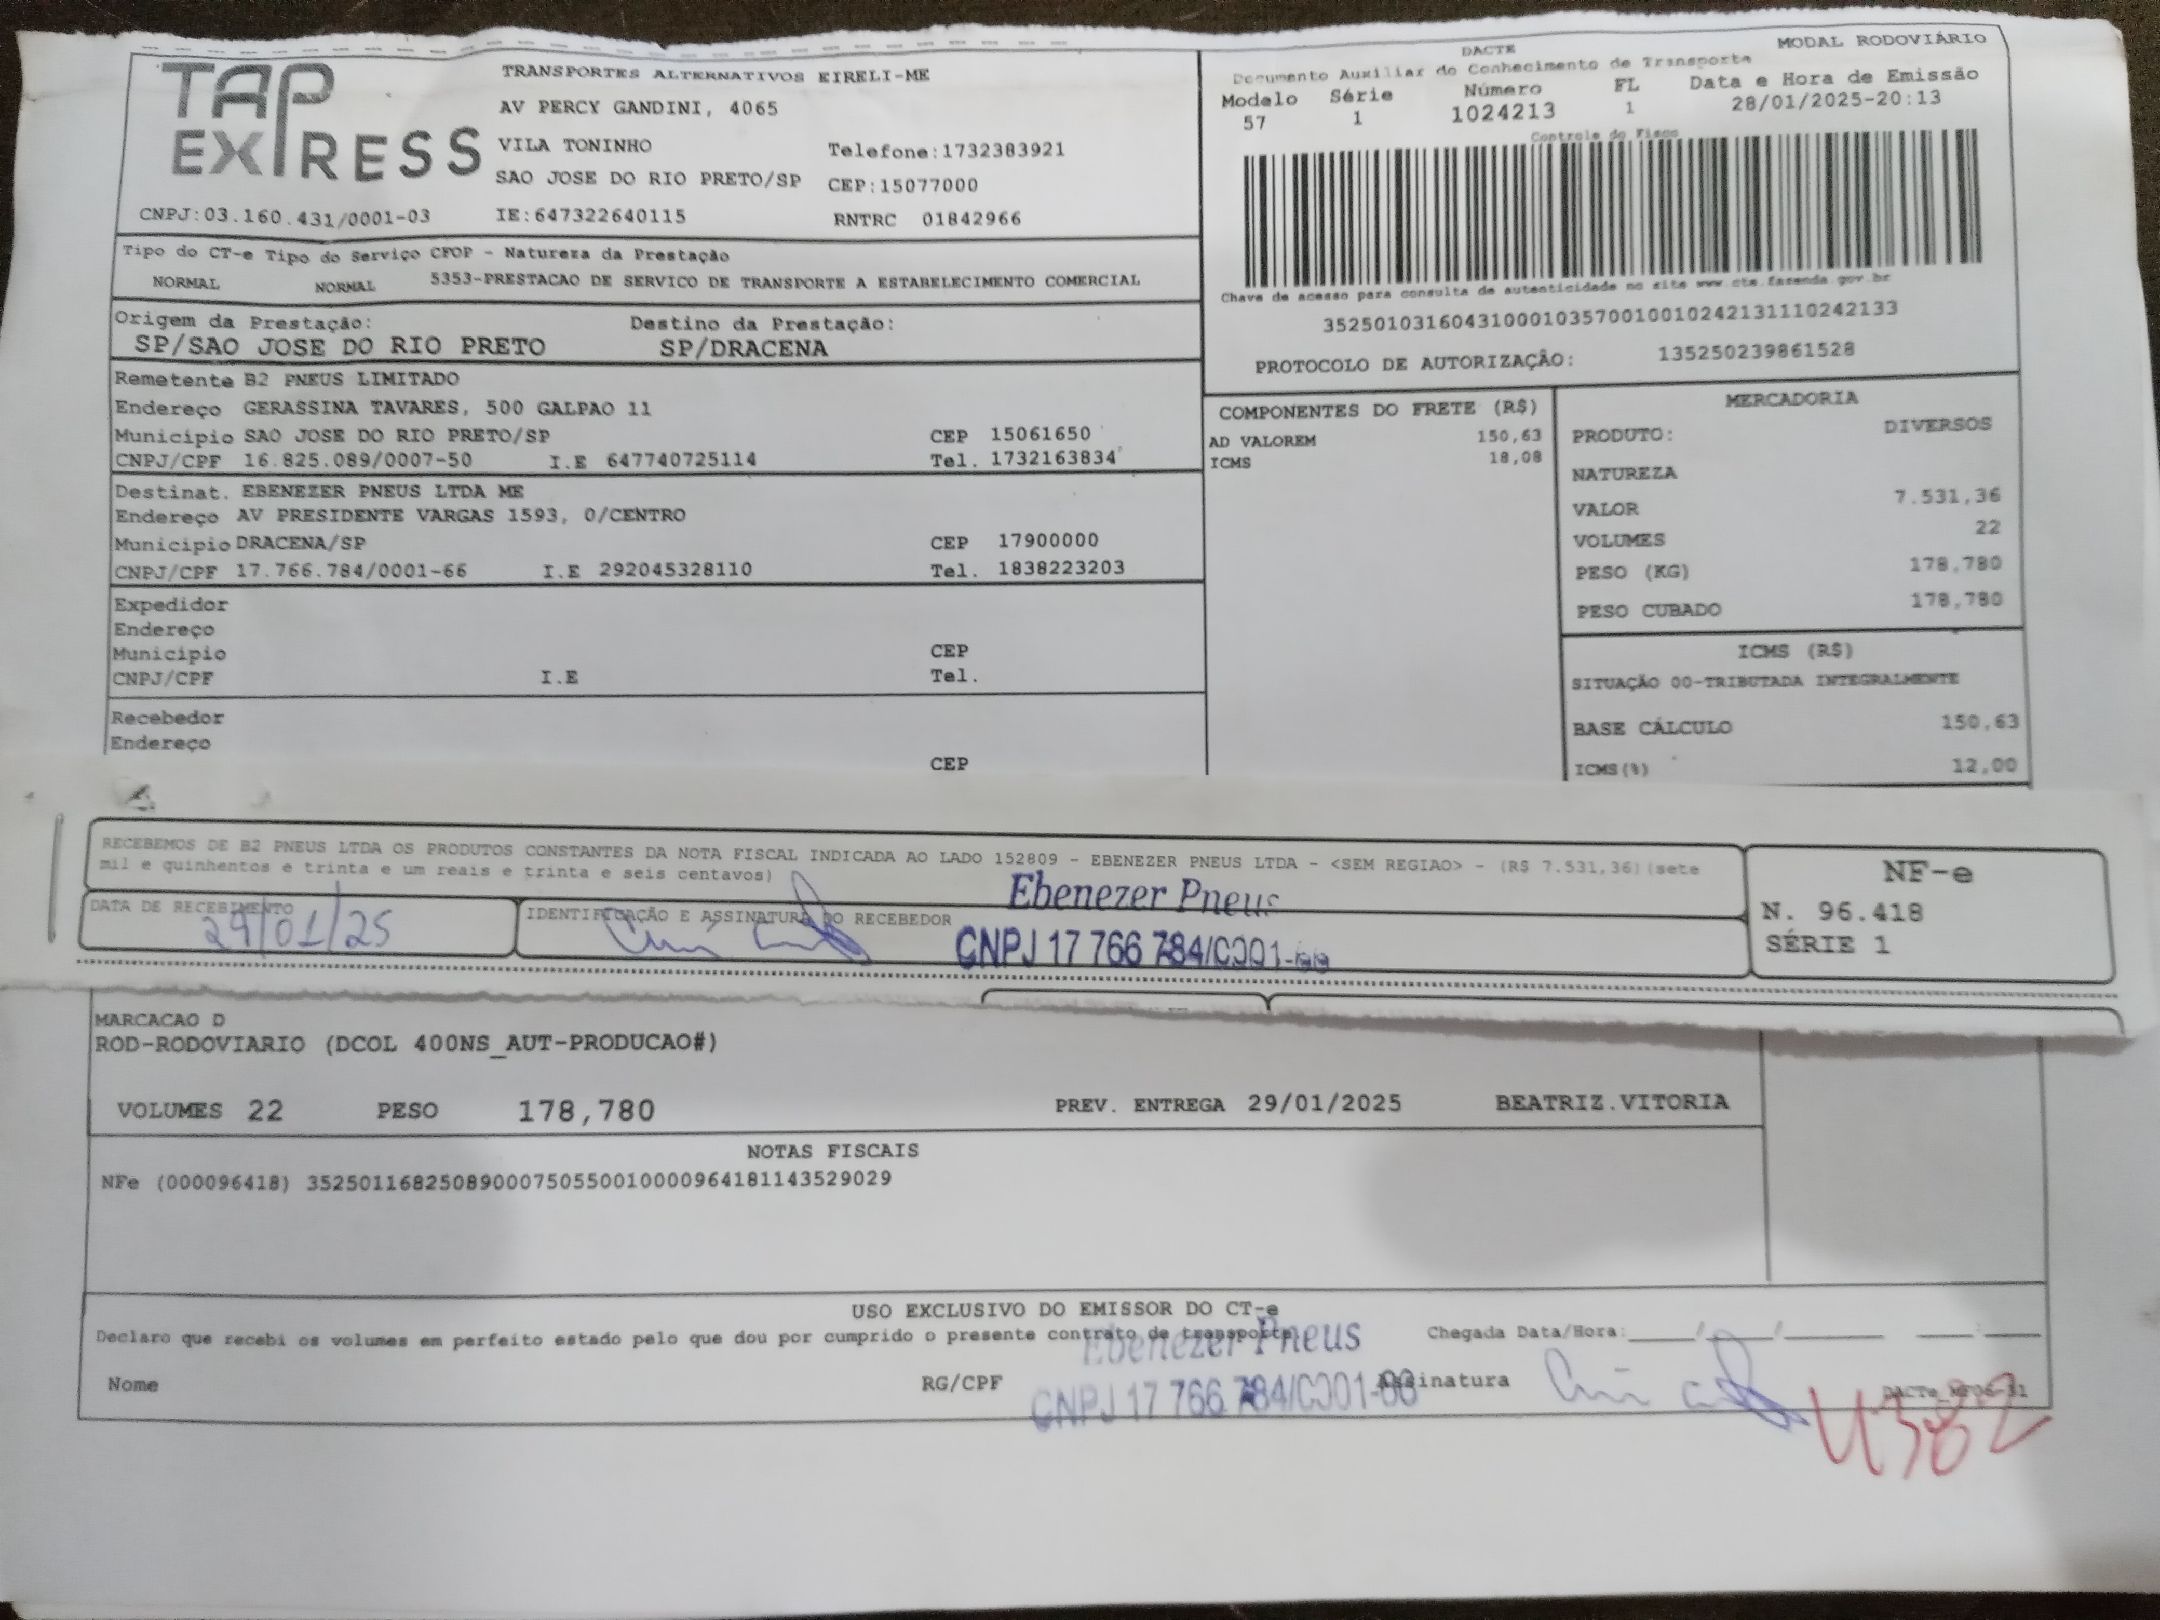 TAP EXPRESS
TRANSPORTES ALTERNATIVOS EIRELI-ME
AV PERCY GANDINI, 4065
VILA TONINHO Telefone:1732383921
SAO JOSE DO RIO PRETO/SP CEP:15077000
CNPJ:03.160.431/0001-03 IE:647322640115 RNTRC 01842966
DACTE MODAL RODOVIÁRIO
Documento Auxiliar do Conhecimento de Transporte
Modelo Série Número FL Data e Hora de Emissão
57 1 1024213 1 28/01/2025-20:13
Controle do Fisco
Chave de acesso para consulta de autenticidade no site www.cte.fazenda.gov.br
35250103160431000103570010010242131110242133
PROTOCOLO DE AUTORIZAÇÃO: 135250239861528
Tipo do CT-e Tipo do Serviço CFOP - Natureza da Prestação
NORMAL NORMAL 5353-PRESTACAO DE SERVICO DE TRANSPORTE A ESTABELECIMENTO COMERCIAL
Origem da Prestação: Destino da Prestação:
SP/SAO JOSE DO RIO PRETO SP/DRACENA
Remetente B2 PNEUS LIMITADO
Endereço GERASSINA TAVARES, 500 GALPAO 11
Município SAO JOSE DO RIO PRETO/SP CEP 15061650
CNPJ/CPF 16.825.089/0007-50 I.E 647740725114 Tel. 1732163834
Destinat. EBENEZER PNEUS LTDA ME
Endereço AV PRESIDENTE VARGAS 1593, 0/CENTRO
Município DRACENA/SP CEP 17900000
CNPJ/CPF 17.766.784/0001-66 I.E 292045328110 Tel. 1838223203
Expedidor
Endereço
Município CEP
CNPJ/CPF I.E Tel.
Recebedor
Endereço
CEP
COMPONENTES DO FRETE (R$)
AD VALOREM 150,63
ICMS 18,08
MERCADORIA
PRODUTO: DIVERSOS
NATUREZA
VALOR 7.531,36
VOLUMES 22
PESO (KG) 178,780
PESO CUBADO 178,780
ICMS (R$)
SITUAÇÃO 00-TRIBUTADA INTEGRALMENTE
BASE CÁLCULO 150,63
ICMS(%) 12,00
RECEBEMOS DE B2 PNEUS LTDA OS PRODUTOS CONSTANTES DA NOTA FISCAL INDICADA AO LADO 152809 - EBENEZER PNEUS LTDA - <SEM REGIAO> - (R$ 7.531,36)(sete
mil e quinhentos e trinta e um reais e trinta e seis centavos)
DATA DE RECEBIMENTO
29/01/25
IDENTIFICAÇÃO E ASSINATURA DO RECEBEDOR
Ebenezer Pneus
CNPJ 17 766 784/0001-66
NF-e
N. 96.418
SÉRIE 1
MARCACAO D
ROD-RODOVIARIO (DCOL 400NS_AUT-PRODUCAO#)
VOLUMES 22 PESO 178,780 PREV. ENTREGA 29/01/2025 BEATRIZ.VITORIA
NOTAS FISCAIS
NFe (000096418) 35250116825089000750550010000964181143529029
USO EXCLUSIVO DO EMISSOR DO CT-e
Declaro que recebi os volumes em perfeito estado pelo que dou por cumprido o presente contrato de transporte Chegada Data/Hora:
Ebenezer Pneus
Nome RG/CPF Assinatura
CNPJ 17 766 784/0001-66